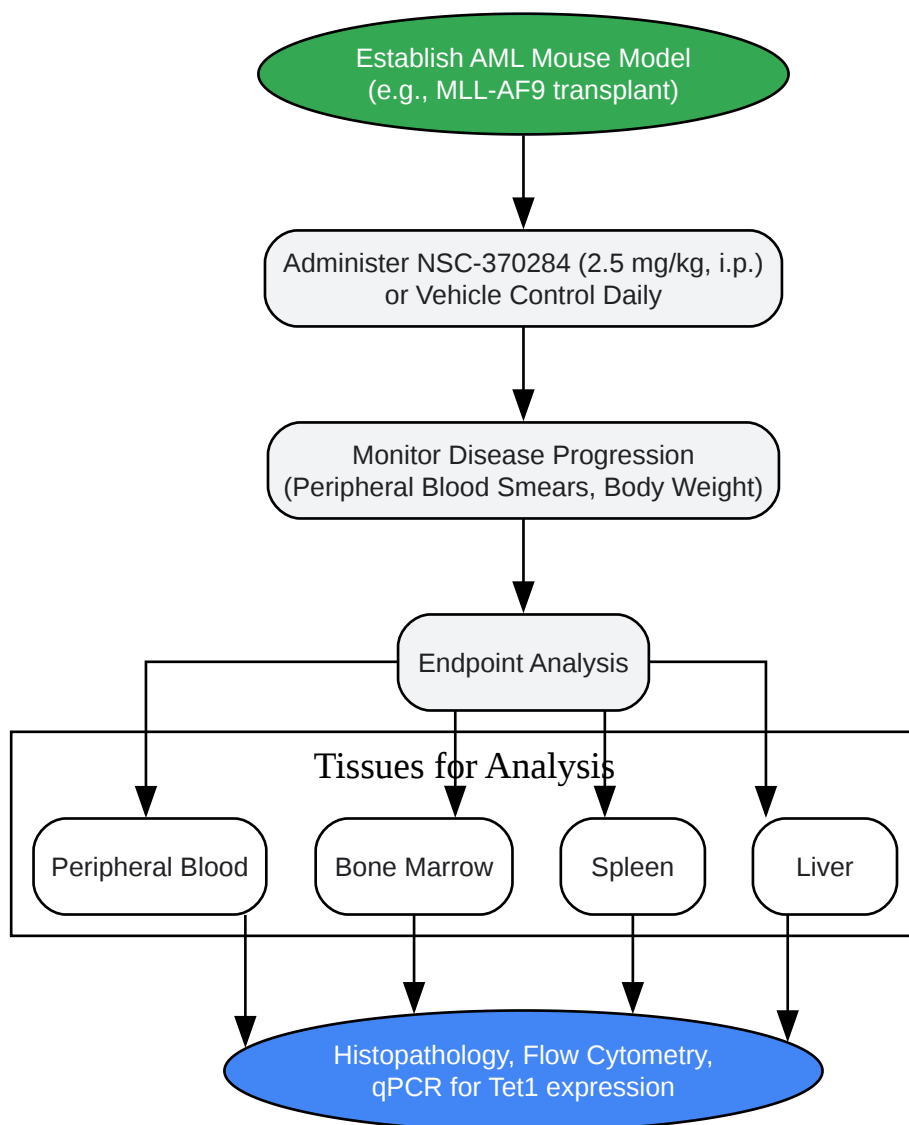 Establish AML Mouse Model
(e.g., MLL-AF9 transplant)
Administer NSC-370284 (2.5 mg/kg, i.p.)
or Vehicle Control Daily
Monitor Disease Progression
(Peripheral Blood Smears, Body Weight)
Endpoint Analysis
Tissues for Analysis
Peripheral Blood
Bone Marrow
Spleen
Liver
Histopathology, Flow Cytometry,
qPCR for Tet1 expression